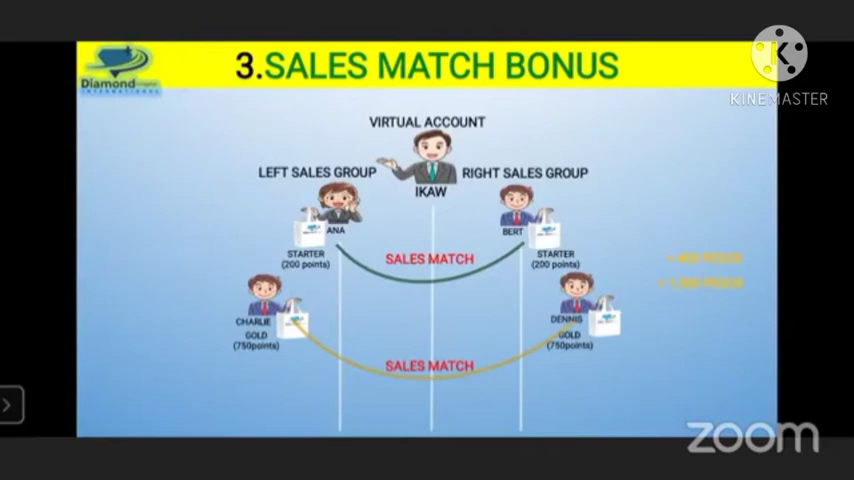 3.SALES MATCH BONUS
Diamond
INTERNATIONAL
KINEMASTER
VIRTUAL ACCOUNT
LEFT SALES GROUP
RIGHT SALES GROUP
IKAW
ANA
BERT
STARTER
(200 points)
SALES MATCH
STARTER
(200 points)
CHARLIE
GOLD
(750points)
DENNIS
GOLD
(750points)
SALES MATCH
zoom